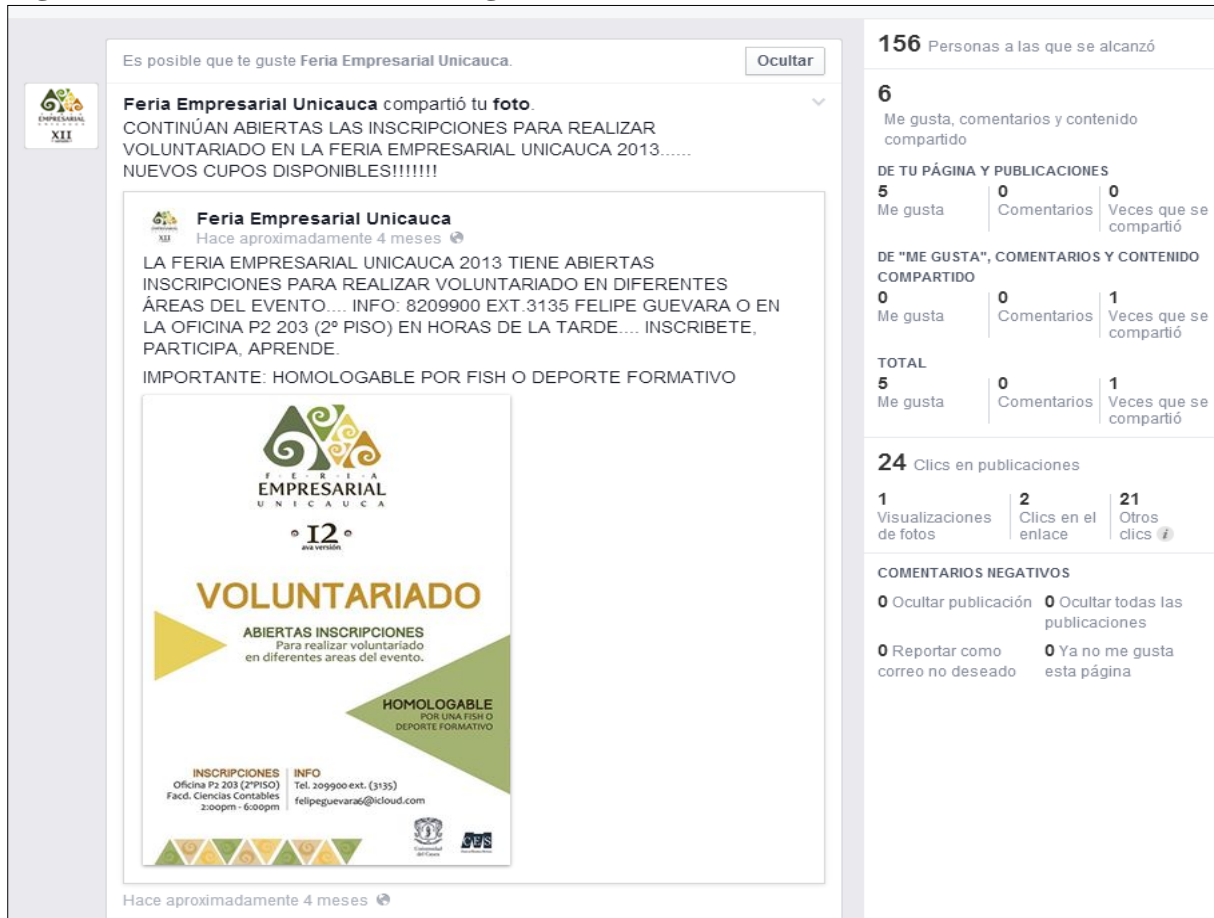 Es posible que te guste Feria Empresarial Unicauca.
Ocultar
EMPRESARIAL
XII
Feria Empresarial Unicauca compartió tu foto.
CONTINÚAN ABIERTAS LAS INSCRIPCIONES PARA REALIZAR
VOLUNTARIADO EN LA FERIA EMPRESARIAL UNICAUCA 2013......
NUEVOS CUPOS DISPONIBLES!!!!!!!
XII
Feria Empresarial Unicauca
Hace aproximadamente 4 meses
LA FERIA EMPRESARIAL UNICAUCA 2013 TIENE ABIERTAS
INSCRIPCIONES PARA REALIZAR VOLUNTARIADO EN DIFERENTES
ÁREAS DEL EVENTO.... INFO: 8209900 EXT.3135 FELIPE GUEVARA O EN
LA OFICINA P2 203 (2º PISO) EN HORAS DE LA TARDE.... INSCRIBETE,
PARTICIPA, APRENDE.
IMPORTANTE: HOMOLOGABLE POR FISH O DEPORTE FORMATIVO
F · E · R · I · A
EMPRESARIAL
UNICAUCA
12
ava versión
VOLUNTARIADO
ABIERTAS INSCRIPCIONES
Para realizar voluntariado
en diferentes areas del evento.
HOMOLOGABLE
POR UNA FISH O
DEPORTE FORMATIVO
INSCRIPCIONES
Oficina P2 203 (2ºPISO)
Facd. Ciencias Contables
2:00pm - 6:00pm
INFO
Tel. 209900 ext. (3135)
felipeguevara6@icloud.com
Universidad
del Cauca
Hace aproximadamente 4 meses
156 Personas a las que se alcanzó
6
Me gusta, comentarios y contenido
compartido
DE TU PÁGINA Y PUBLICACIONES
5 0 0
Me gusta Comentarios Veces que se
compartió
DE "ME GUSTA", COMENTARIOS Y CONTENIDO
COMPARTIDO
0 0 1
Me gusta Comentarios Veces que se
compartió
TOTAL
5 0 1
Me gusta Comentarios Veces que se
compartió
24 Clics en publicaciones
1 2 21
Visualizaciones Clics en el Otros
de fotos enlace clics i
COMENTARIOS NEGATIVOS
0 Ocultar publicación 0 Ocultar todas las
publicaciones
0 Reportar como 0 Ya no me gusta
correo no deseado esta página